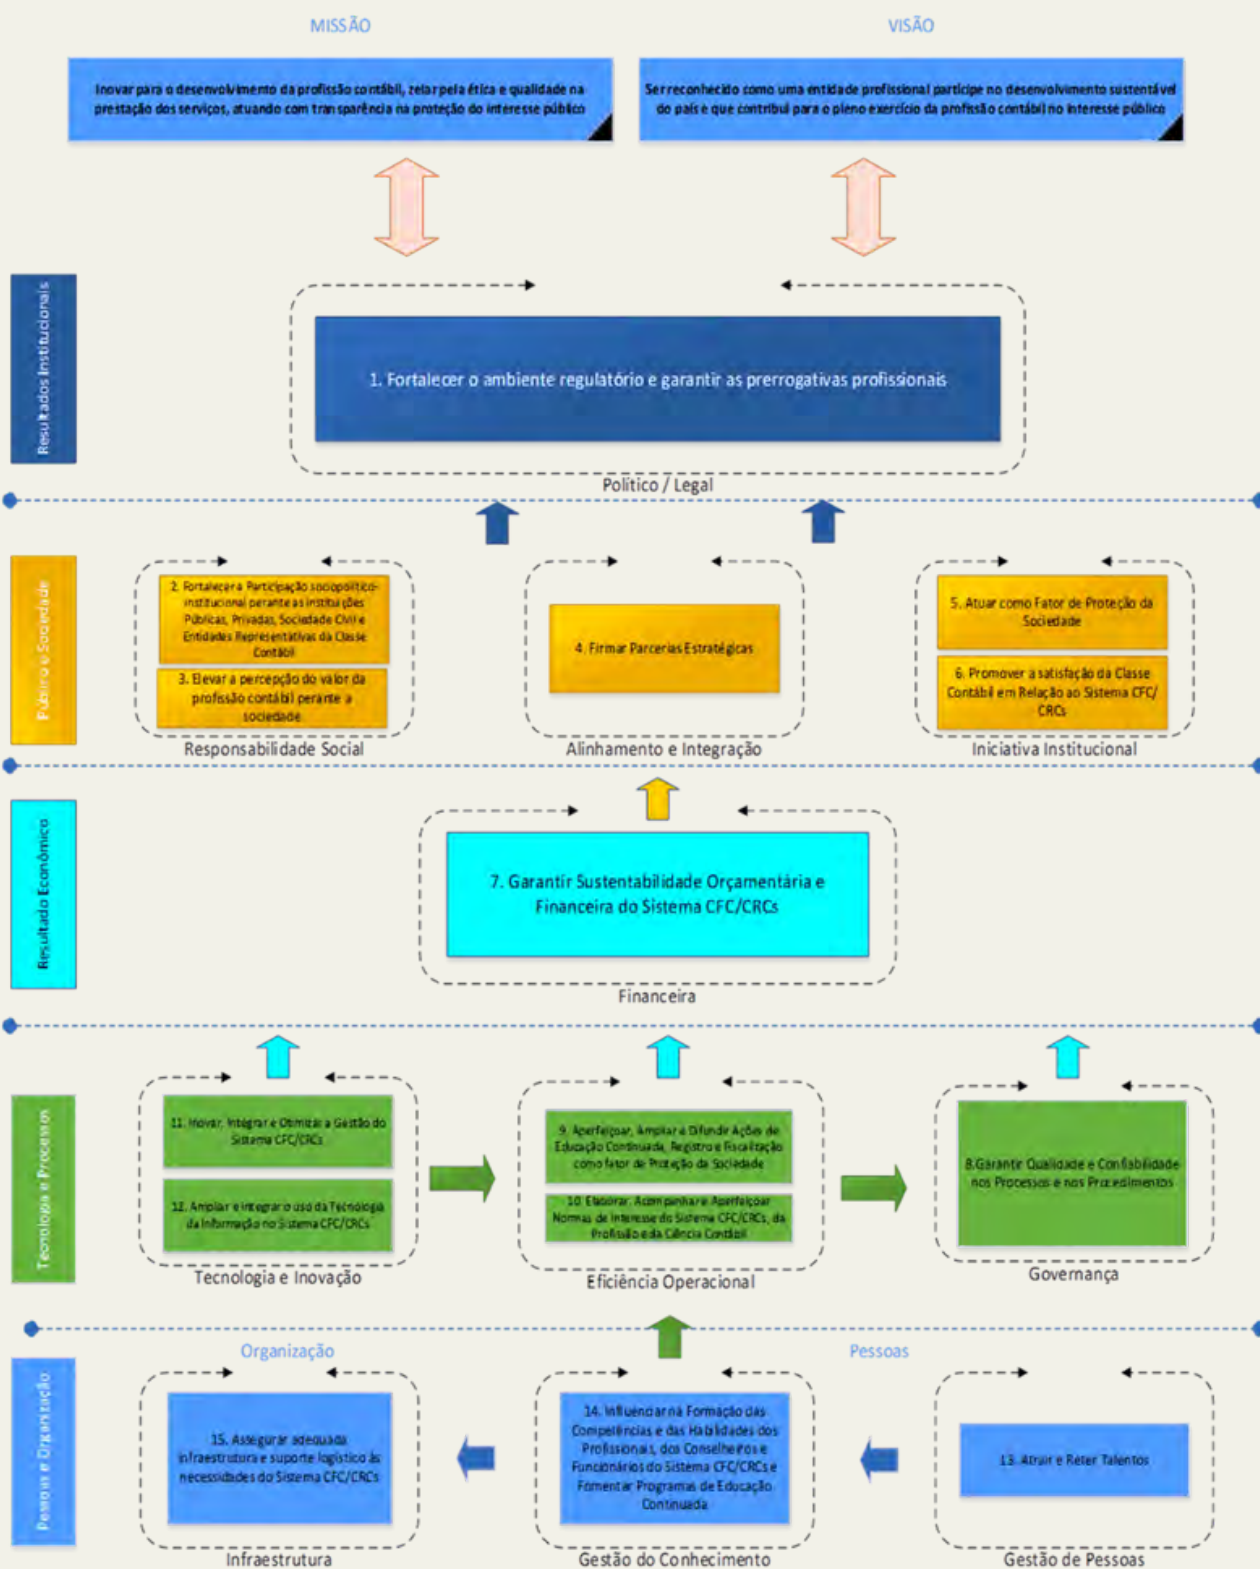 MISSÃO
VISÃO
Inovar para o desenvolvimento da profissão contábil, zelar pela ética e qualidade na
prestação dos serviços, atuando com transparência na proteção do interesse público
Ser reconhecido como uma entidade profissional partícipe no desenvolvimento sustentável
do país e que contribui para o pleno exercício da profissão contábil no interesse público
Resultados Institucionais
1. Fortalecer o ambiente regulatório e garantir as prerrogativas profissionais
Político / Legal
Público e Sociedade
2. Fortalecer a Participação sociopolítico-
institucional perante as Instituições
Públicas, Privadas, Sociedade Civil e
Entidades Representativas da Classe
Contábil
3. Elevar a percepção do valor da
profissão contábil perante a
sociedade
Responsabilidade Social
4. Firmar Parcerias Estratégicas
Alinhamento e Integração
5. Atuar como Fator de Proteção da
Sociedade
6. Promover a satisfação da Classe
Contábil em Relação ao Sistema CFC/
CRCs
Iniciativa Institucional
Resultado Econômico
7. Garantir Sustentabilidade Orçamentária e
Financeira do Sistema CFC/CRCs
Financeira
Tecnologia e Processos
11. Inovar, Integrar e Otimizar a Gestão do
Sistema CFC/CRCs
12. Ampliar e integrar o uso da Tecnologia
da Informação no Sistema CFC/CRCs
Tecnologia e Inovação
9. Aperfeiçoar, Ampliar e Difundir Ações de
Educação Continuada, Registro e Fiscalização
como fator de Proteção da Sociedade
10. Elaborar, Acompanhar e Aperfeiçoar
Normas de Interesse do Sistema CFC/CRCs, da
Profissão e da Ciência Contábil
Eficiência Operacional
8.Garantir Qualidade e Confiabilidade
nos Processos e nos Procedimentos
Governança
Pessoas e Organização
Organização
Pessoas
15. Assegurar adequada
infraestrutura e suporte logístico às
necesidades do Sistema CFC/CRCs
Infraestrutura
14. Influenciar na Formação das
Competências e das Habilidades dos
Profissionais, dos Conselheiros e
Funcionários do Sistema CFC/CRCs e
Fomentar Programas de Educação
Continuada
Gestão do Conhecimento
13. Atrair e Reter Talentos
Gestão de Pessoas